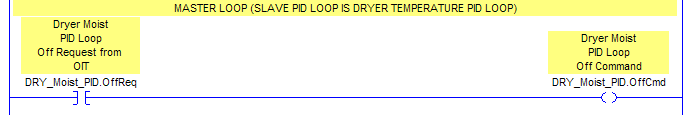 MASTER LOOP (SLAVE PID LOOP IS DRYER TEMPERATURE PID LOOP)
Dryer Moist
PID Loop
Off Request from
OIT
DRY_Moist_PID.OffReq
Dryer Moist
PID Loop
Off Command
DRY_Moist_PID.OffCmd